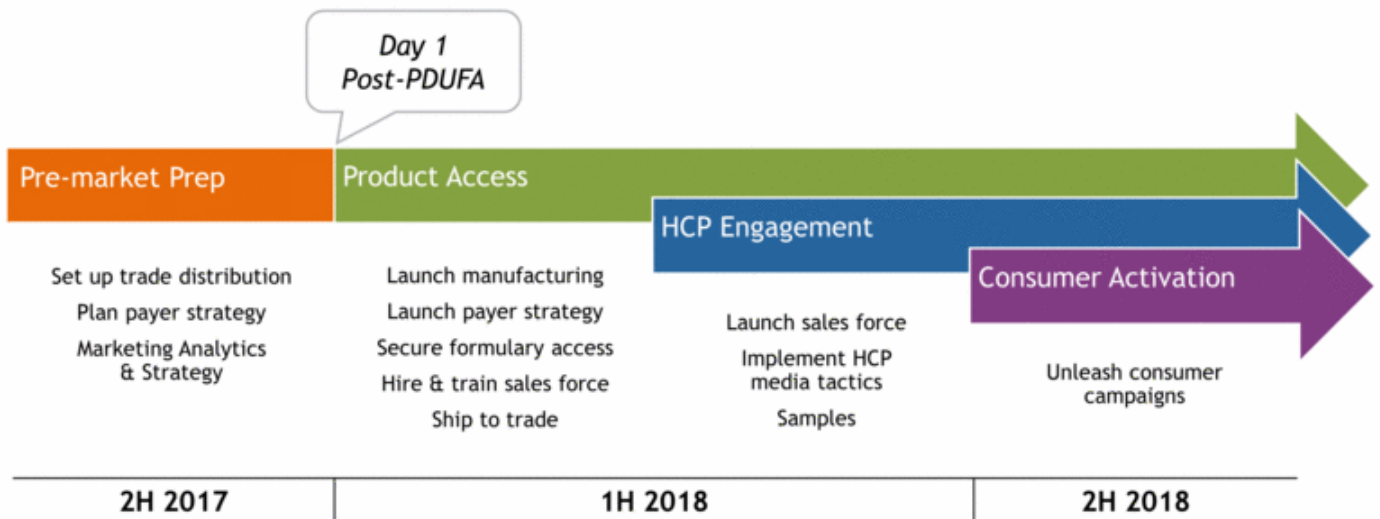 Day 1
Post-PDUFA
Pre-market Prep
Product Access
HCP Engagement
Consumer Activation
Set up trade distribution
Plan payer strategy
Marketing Analytics
& Strategy
Launch manufacturing
Launch payer strategy
Secure formulary access
Hire & train sales force
Ship to trade
Launch sales force
Implement HCP
media tactics
Samples
Unleash consumer
campaigns
2H 2017
1H 2018
2H 2018